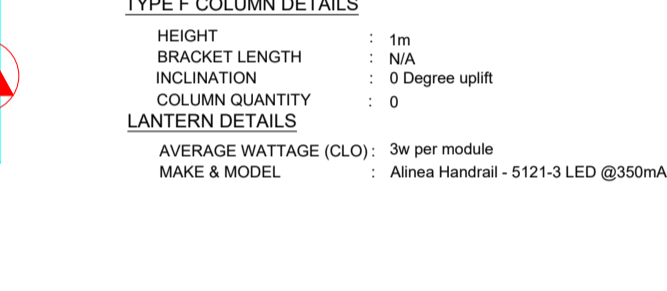 TYPE F COLUMN DETAILS
HEIGHT : 1m
BRACKET LENGTH : N/A
INCLINATION : 0 Degree uplift
COLUMN QUANTITY : 0
LANTERN DETAILS
AVERAGE WATTAGE (CLO) : 3w per module
MAKE & MODEL : Alinea Handrail - 5121-3 LED @350mA